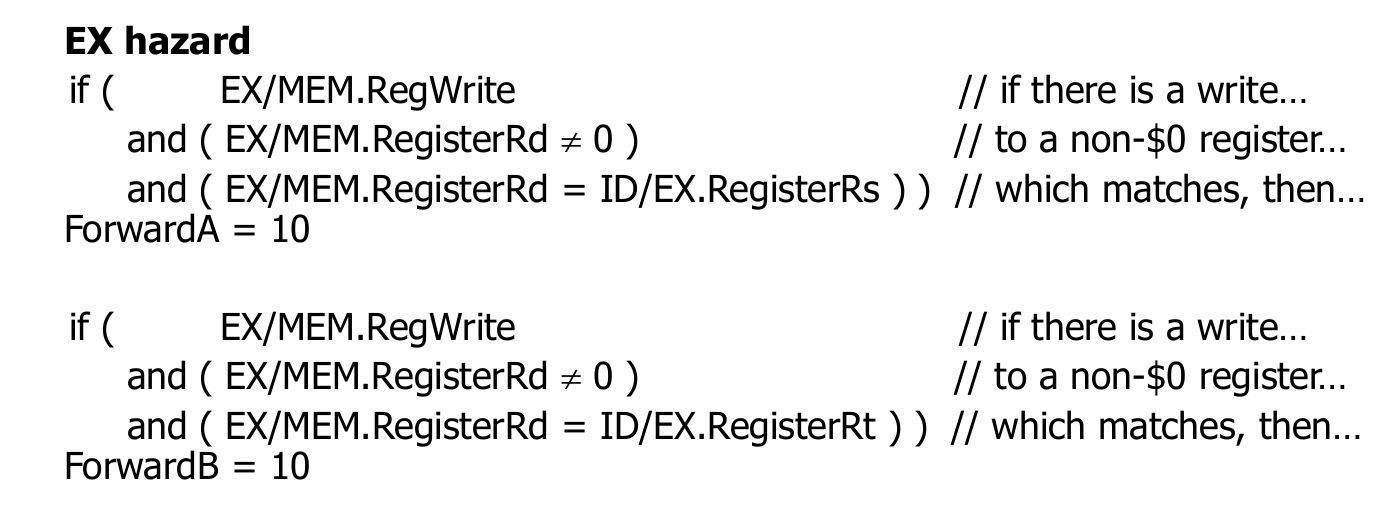 EX hazard
if ( EX/MEM.RegWrite // if there is a write...
and ( EX/MEM.RegisterRd ≠ 0 ) // to a non-$0 register...
and ( EX/MEM.RegisterRd = ID/EX.RegisterRs ) ) // which matches, then...
ForwardA = 10
if ( EX/MEM.RegWrite // if there is a write...
and ( EX/MEM.RegisterRd ≠ 0 ) // to a non-$0 register...
and ( EX/MEM.RegisterRd = ID/EX.RegisterRt ) ) // which matches, then...
ForwardB = 10